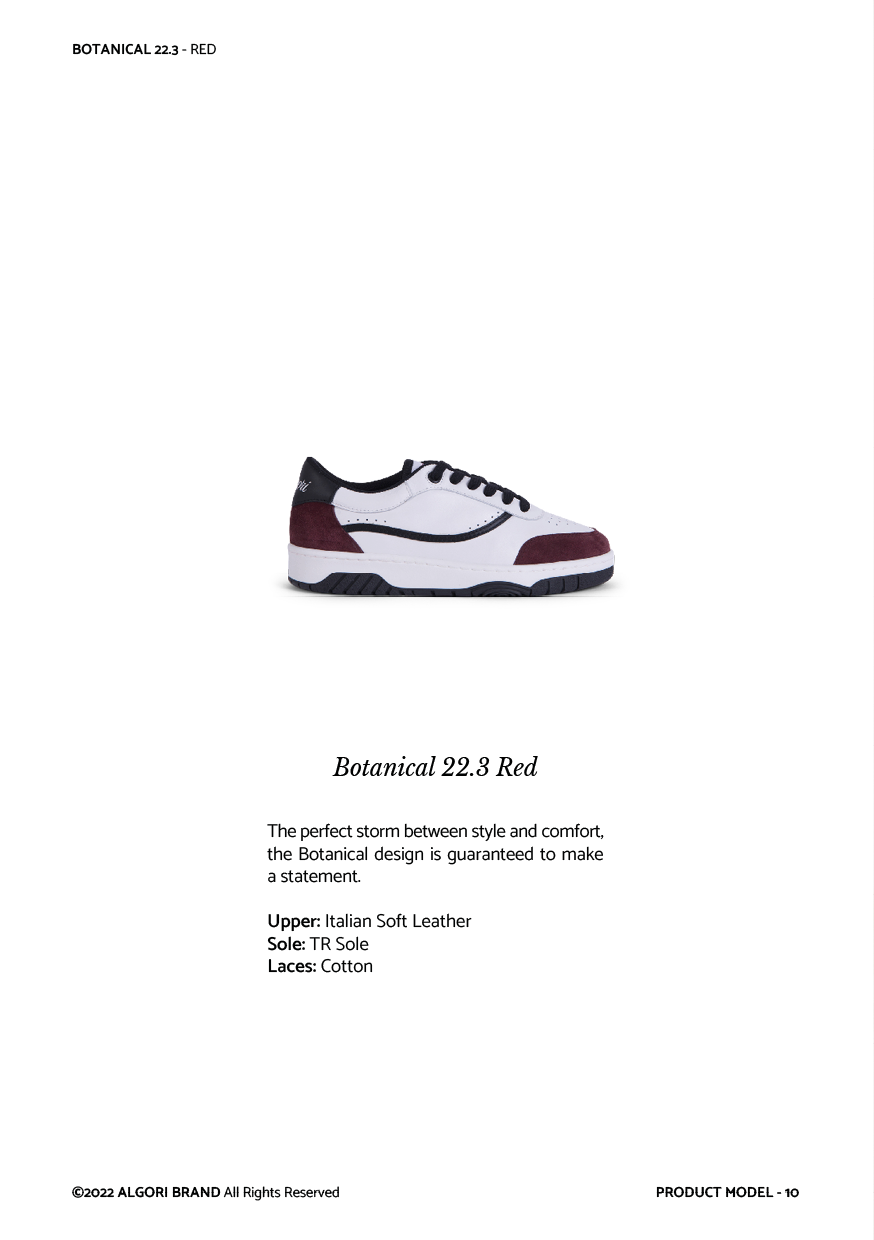 BOTANICAL 22.3 - RED
Botanical 22.3 Red
The perfect storm between style and comfort,
the Botanical design is guaranteed to make
a statement.
Upper: Italian Soft Leather
Sole: TR Sole
Laces: Cotton
©2022 ALGORI BRAND All Rights Reserved
PRODUCT MODEL - 10